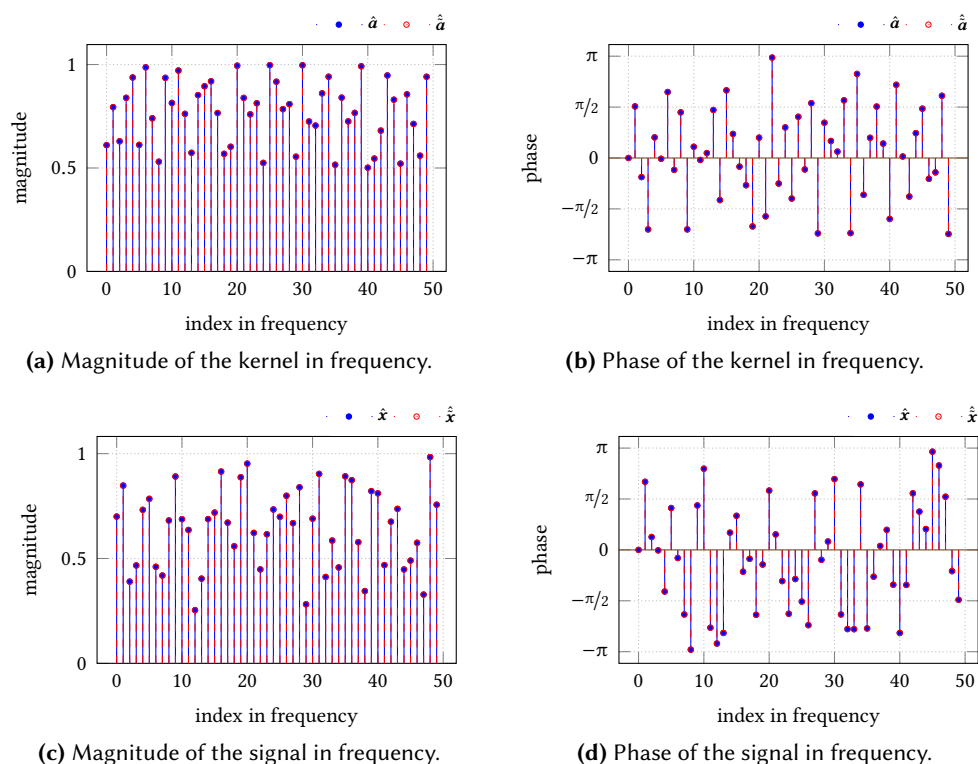 â ã̂
1
0.5
0
magnitude
0 10 20 30 40 50
index in frequency
(a) Magnitude of the kernel in frequency.
â ã̂
π
π/2
0
−π/2
−π
phase
0 10 20 30 40 50
index in frequency
(b) Phase of the kernel in frequency.
x̂ x̃̂
1
0.5
0
magnitude
0 10 20 30 40 50
index in frequency
(c) Magnitude of the signal in frequency.
x̂ x̃̂
π
π/2
0
−π/2
−π
phase
0 10 20 30 40 50
index in frequency
(d) Phase of the signal in frequency.